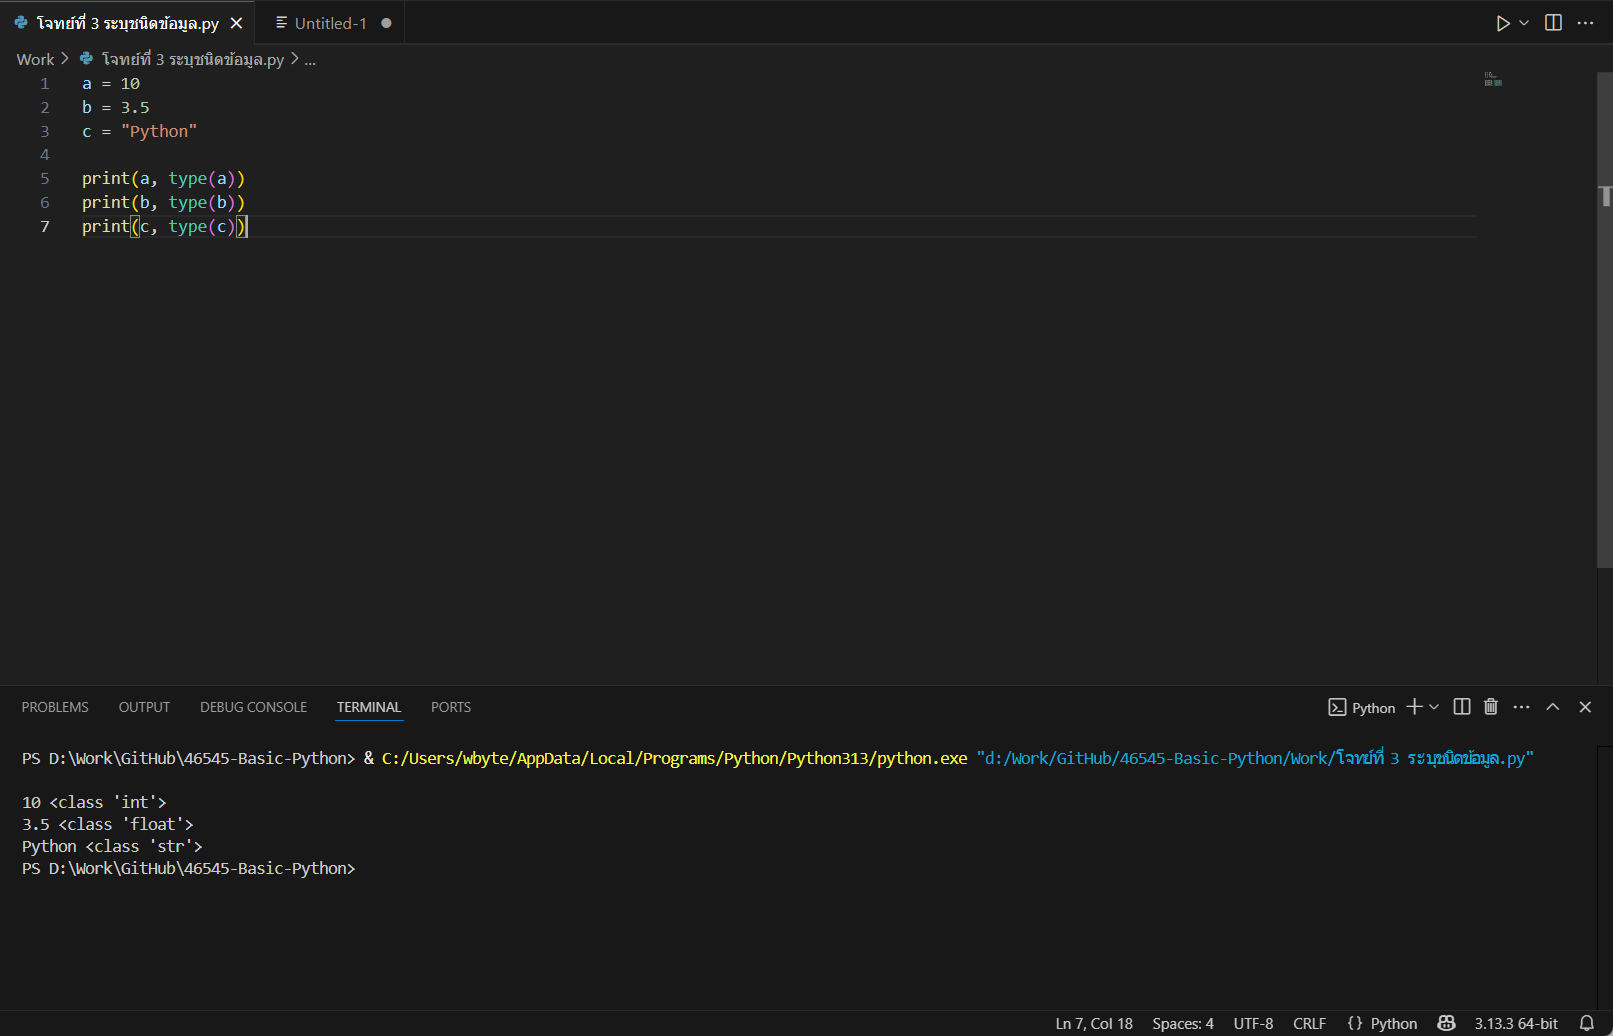 โจทย์ที่ 3 ระบุชนิดข้อมูล.py
Untitled-1
Work > โจทย์ที่ 3 ระบุชนิดข้อมูล.py > ...
1 a = 10
2 b = 3.5
3 c = "Python"
4
5 print(a, type(a))
6 print(b, type(b))
7 print(c, type(c))
PROBLEMS OUTPUT DEBUG CONSOLE TERMINAL PORTS
Python
PS D:\Work\GitHub\46545-Basic-Python> & C:/Users/wbyte/AppData/Local/Programs/Python/Python313/python.exe "d:/Work/GitHub/46545-Basic-Python/Work/โจทย์ที่ 3 ระบุชนิดข้อมูล.py"
10 <class 'int'>
3.5 <class 'float'>
Python <class 'str'>
PS D:\Work\GitHub\46545-Basic-Python>
Ln 7, Col 18 Spaces: 4 UTF-8 CRLF {} Python 3.13.3 64-bit